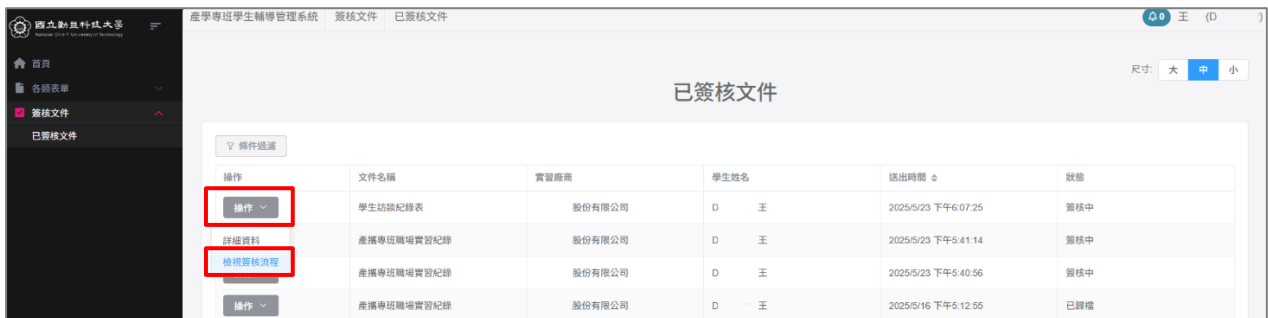 國立勤益科技大學
產學專班學生輔導管理系統 簽核文件 已簽核文件
0 王 (D )
首頁
各類表單
簽核文件
已簽核文件
尺寸: 大 中 小
已簽核文件
條件過濾
操作 文件名稱 實習廠商 學生姓名 送出時間 狀態
操作 學生訪談紀錄表 股份有限公司 D 王 2025/5/23 下午6:07:25 簽核中
詳細資料 產攜專班職場實習紀錄 股份有限公司 D 王 2025/5/23 下午5:41:14 簽核中
檢視簽核流程 產攜專班職場實習紀錄 股份有限公司 D 王 2025/5/23 下午5:40:56 簽核中
操作 產攜專班職場實習紀錄 股份有限公司 D 王 2025/5/16 下午5:12:55 已歸檔